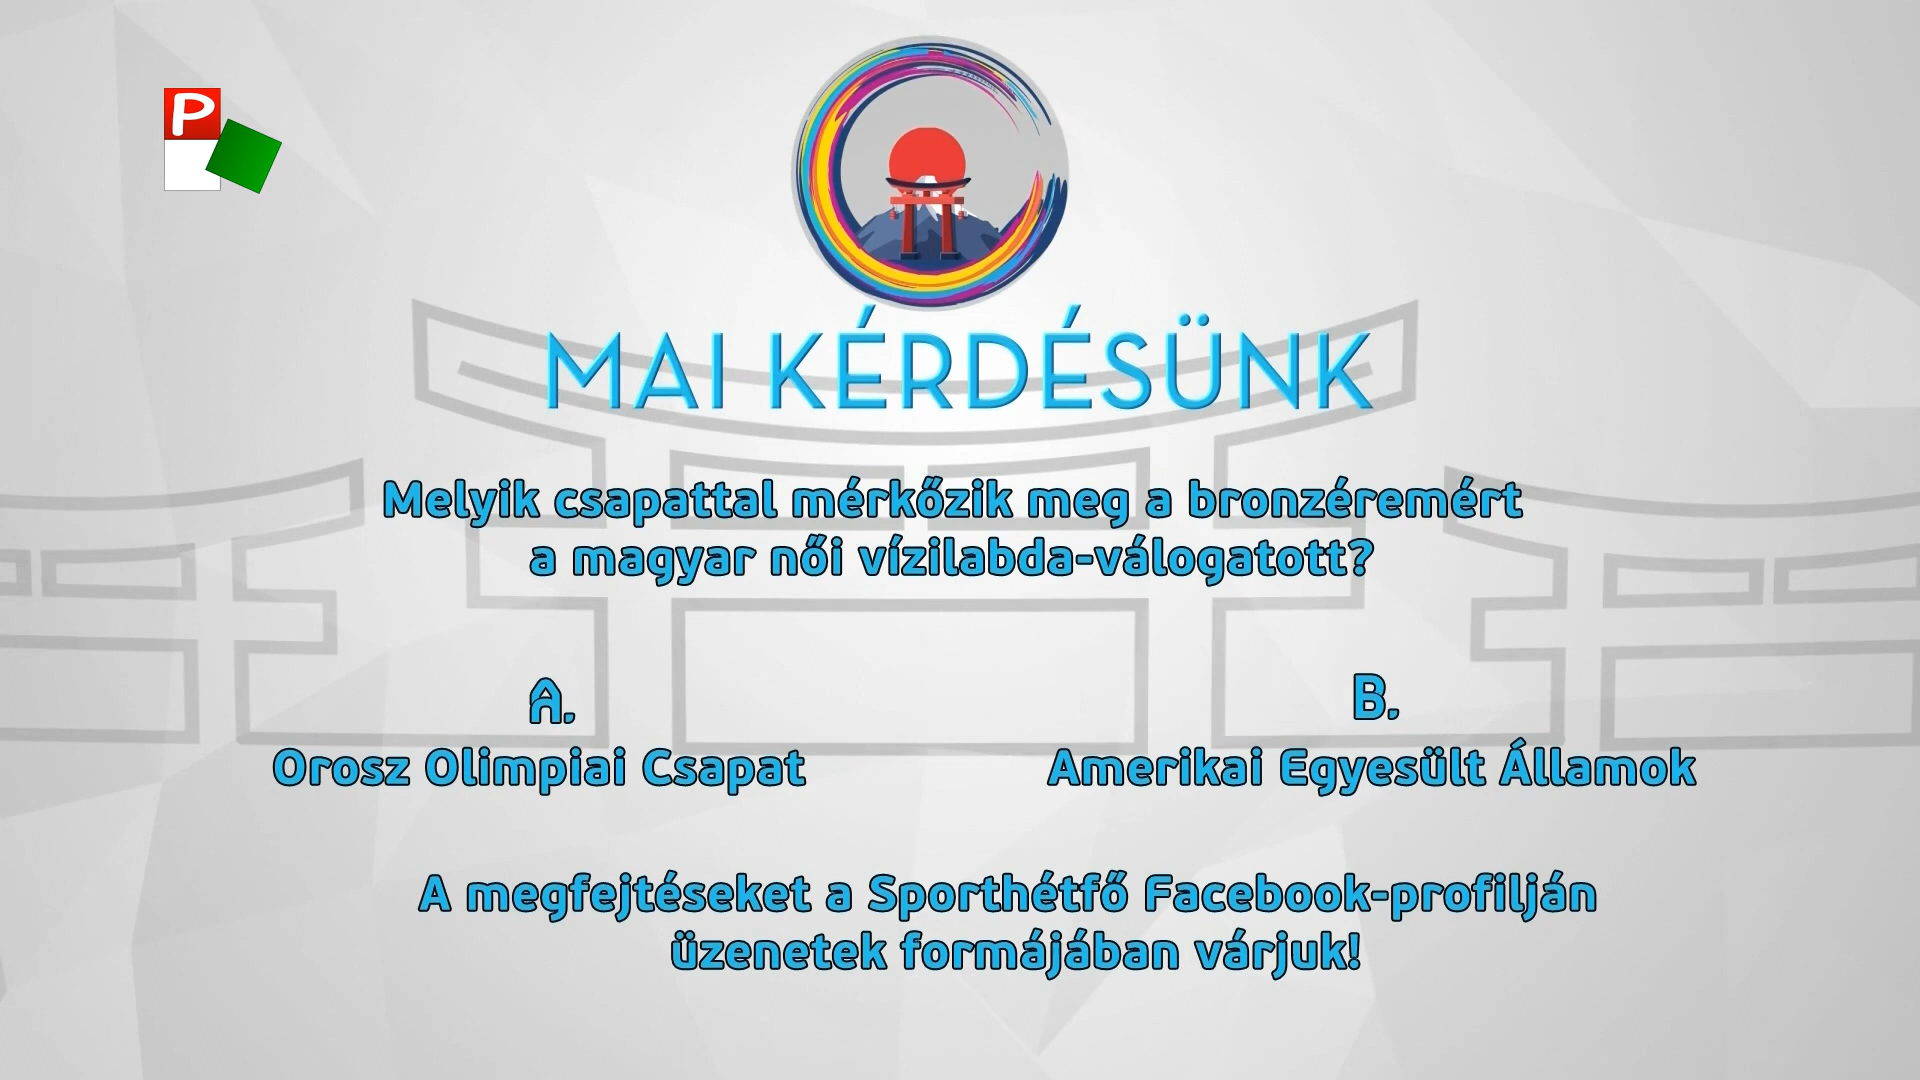 P
MAI KÉRDÉSÜNK
Melyik csapattal mérkőzik meg a bronzéremért
a magyar női vízilabda-válogatott?
A.
Orosz Olimpiai Csapat
B.
Amerikai Egyesült Államok
A megfejtéseket a Sporthétfő Facebook-profilján
üzenetek formájában várjuk!